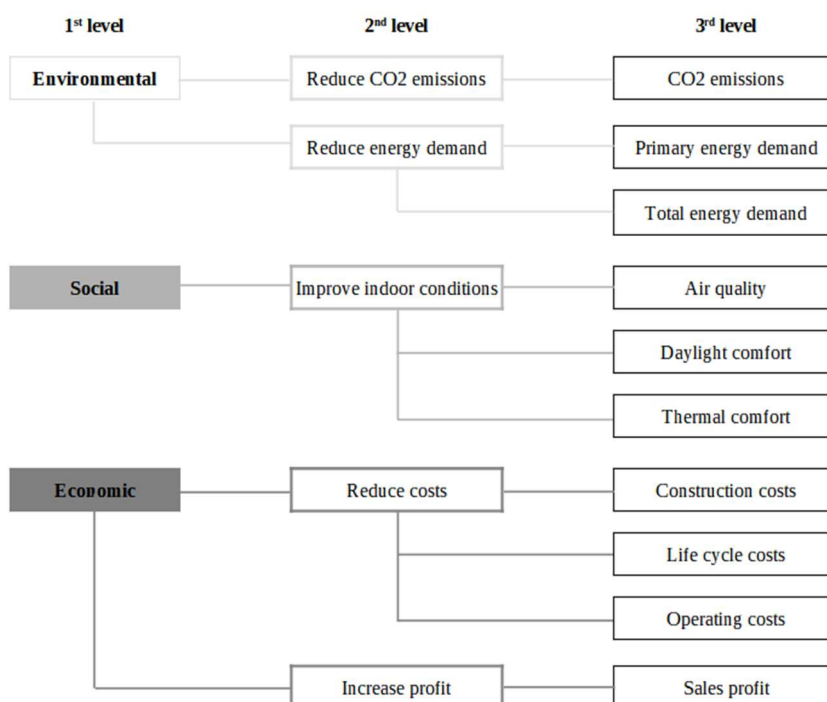 1st level 2nd level 3rd level
Environmental Reduce CO2 emissions CO2 emissions
Reduce energy demand Primary energy demand
Total energy demand
Social Improve indoor conditions Air quality
Daylight comfort
Thermal comfort
Economic Reduce costs Construction costs
Life cycle costs
Operating costs
Increase profit Sales profit